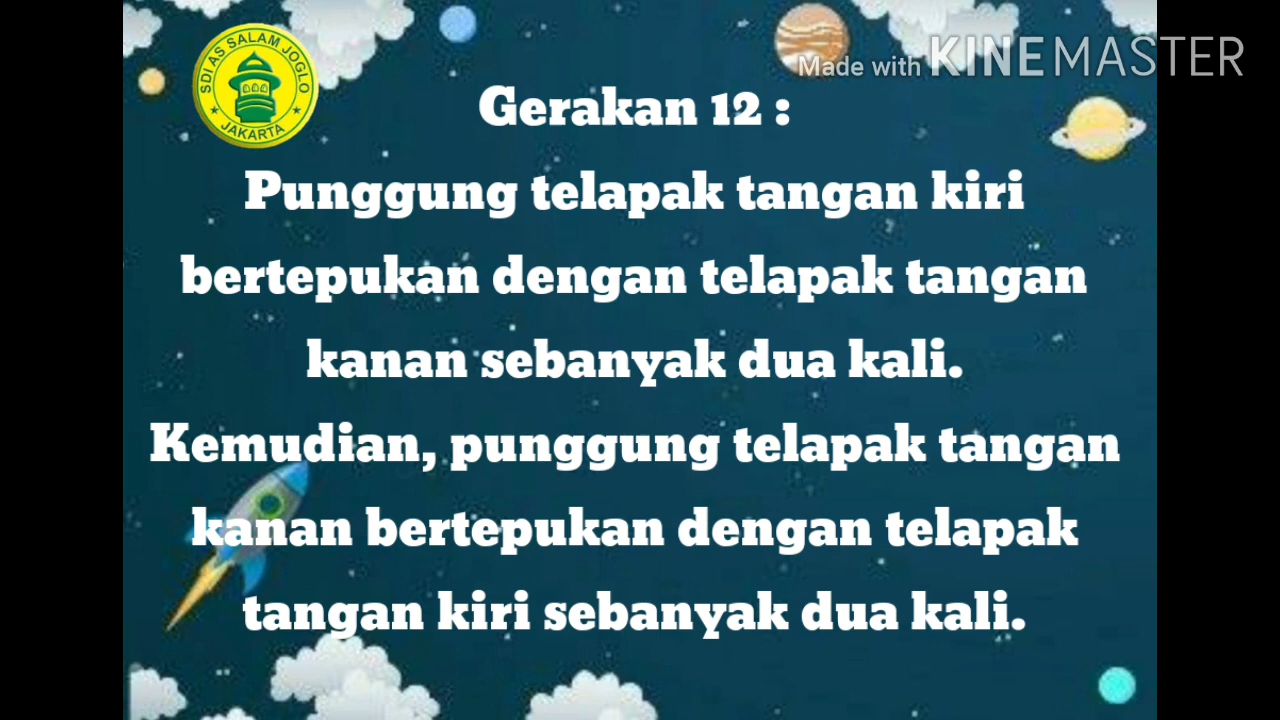 SDI AS SALAM JOGLO
JAKARTA
Made with KINEMASTER
Gerakan 12 :
Punggung telapak tangan kiri
bertepukan dengan telapak tangan
kanan sebanyak dua kali.
Kemudian, punggung telapak tangan
kanan bertepukan dengan telapak
tangan kiri sebanyak dua kali.